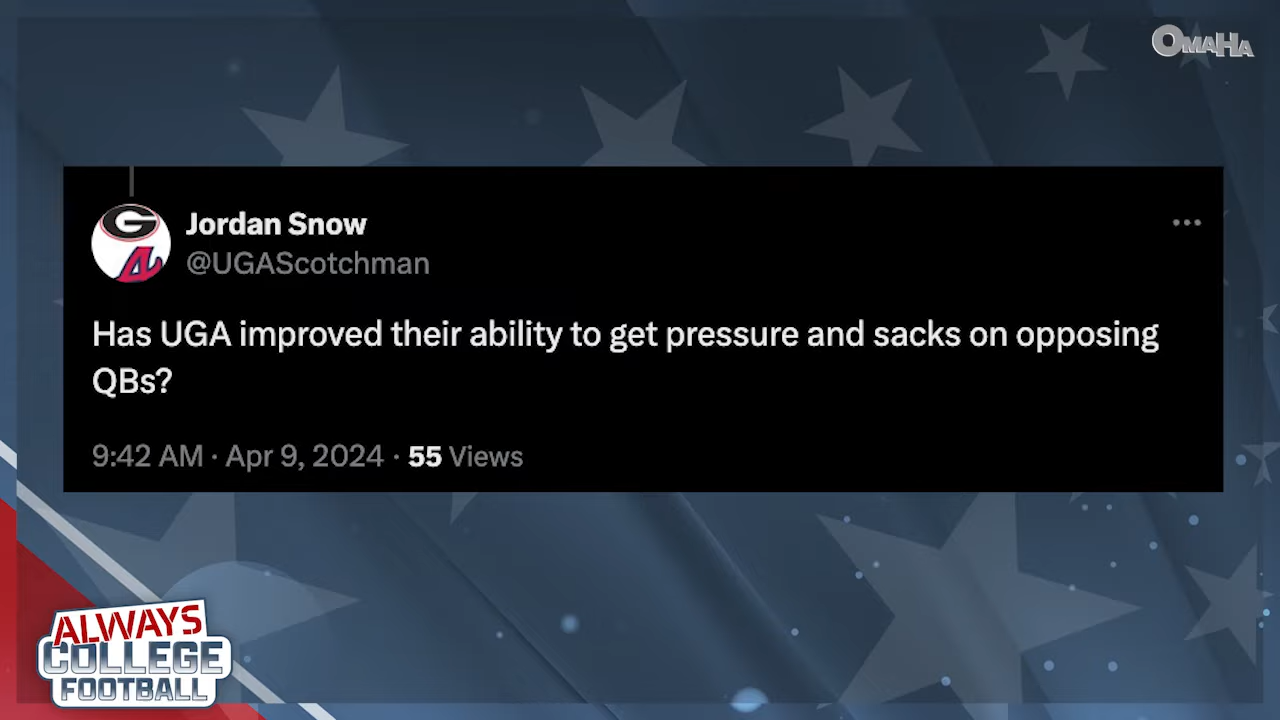 OMAHA
Jordan Snow
@UGAScotchman
Has UGA improved their ability to get pressure and sacks on opposing
QBs?
9:42 AM · Apr 9, 2024 · 55 Views
ALWAYS
COLLEGE
FOOTBALL